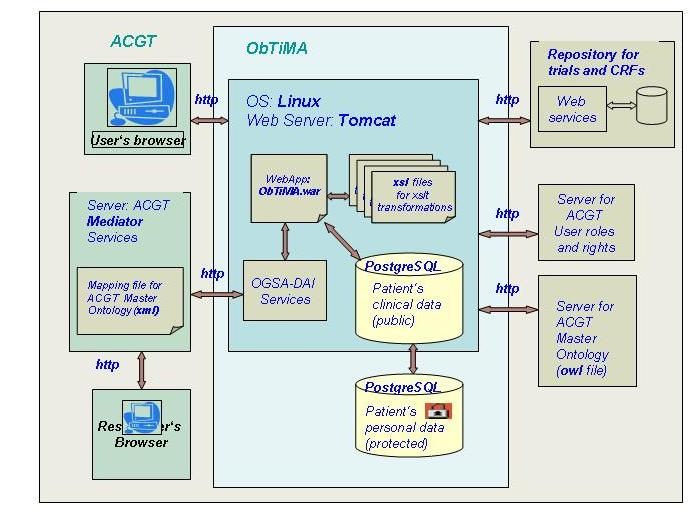 ACGT
ObTiMA
User's browser
http
OS: Linux
Web Server: Tomcat
http
Repository for
trials and CRFs
Web
services
WebApp:
ObTiMA.war
xsl files
for xslt
transformations
Server: ACGT
Mediator
Services
Mapping file for
ACGT Master
Ontology(xml)
http
OGSA-DAI
Services
PostgreSQL
Patient's
clinical data
(public)
http
Server for
ACGT
User roles
and rights
http
Server for
ACGT
Master
Ontology
(owl file)
http
Browser
PostgreSQL
Patient's
personal data
(protected)